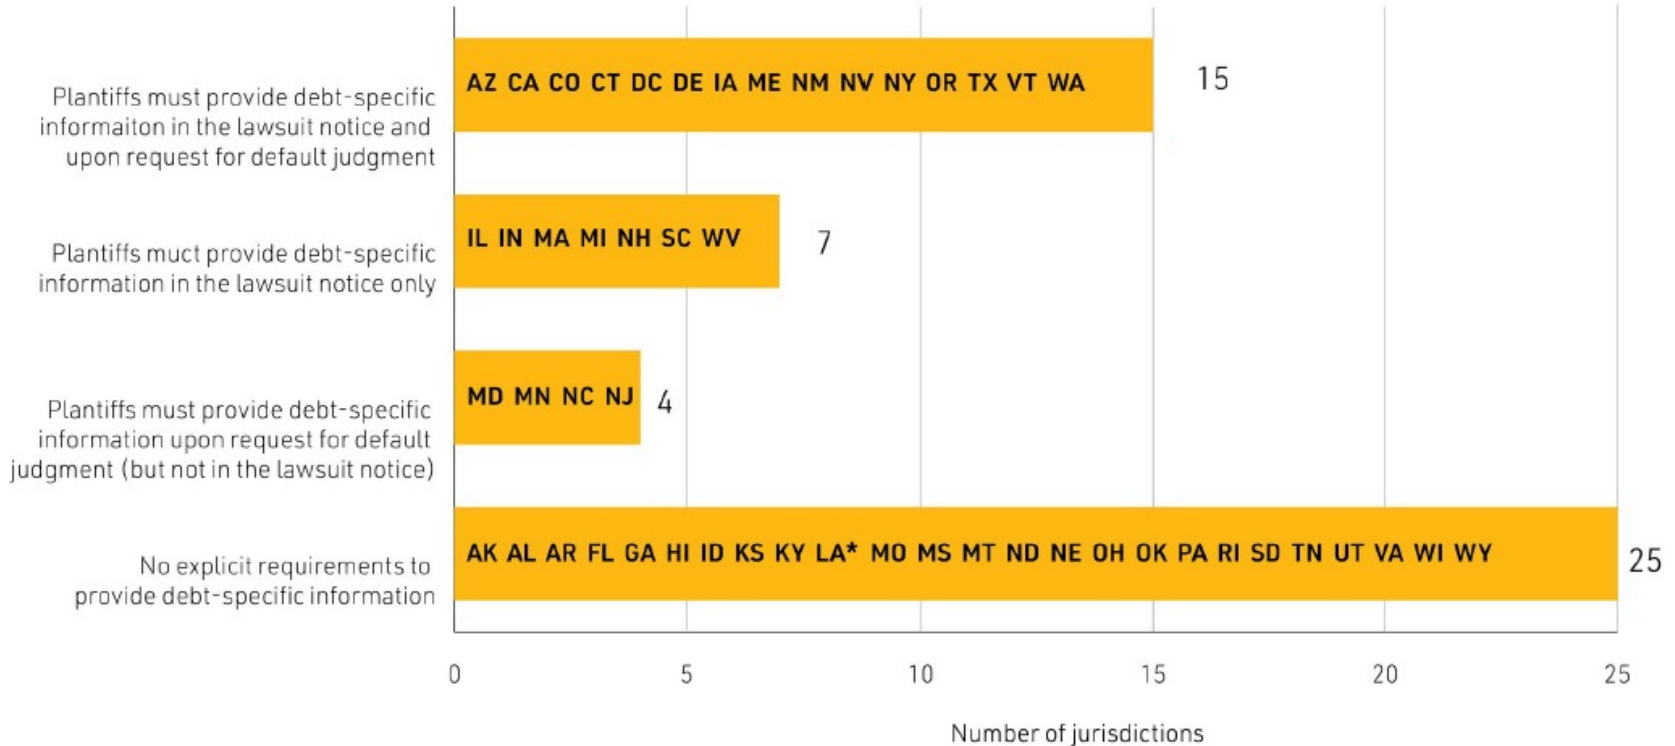 Plantiffs must provide debt-specific
informaiton in the lawsuit notice and
upon request for default judgment
AZ CA CO CT DC DE IA ME NM NV NY OR TX VT WA
15
Plantiffs muct provide debt-specific
information in the lawsuit notice only
IL IN MA MI NH SC WV
7
Plantiffs must provide debt-specific
information upon request for default
judgment (but not in the lawsuit notice)
MD MN NC NJ
4
No explicit requirements to
provide debt-specific information
AK AL AR FL GA HI ID KS KY LA* MO MS MT ND NE OH OK PA RI SD TN UT VA WI WY
25
0 5 10 15 20 25
Number of jurisdictions